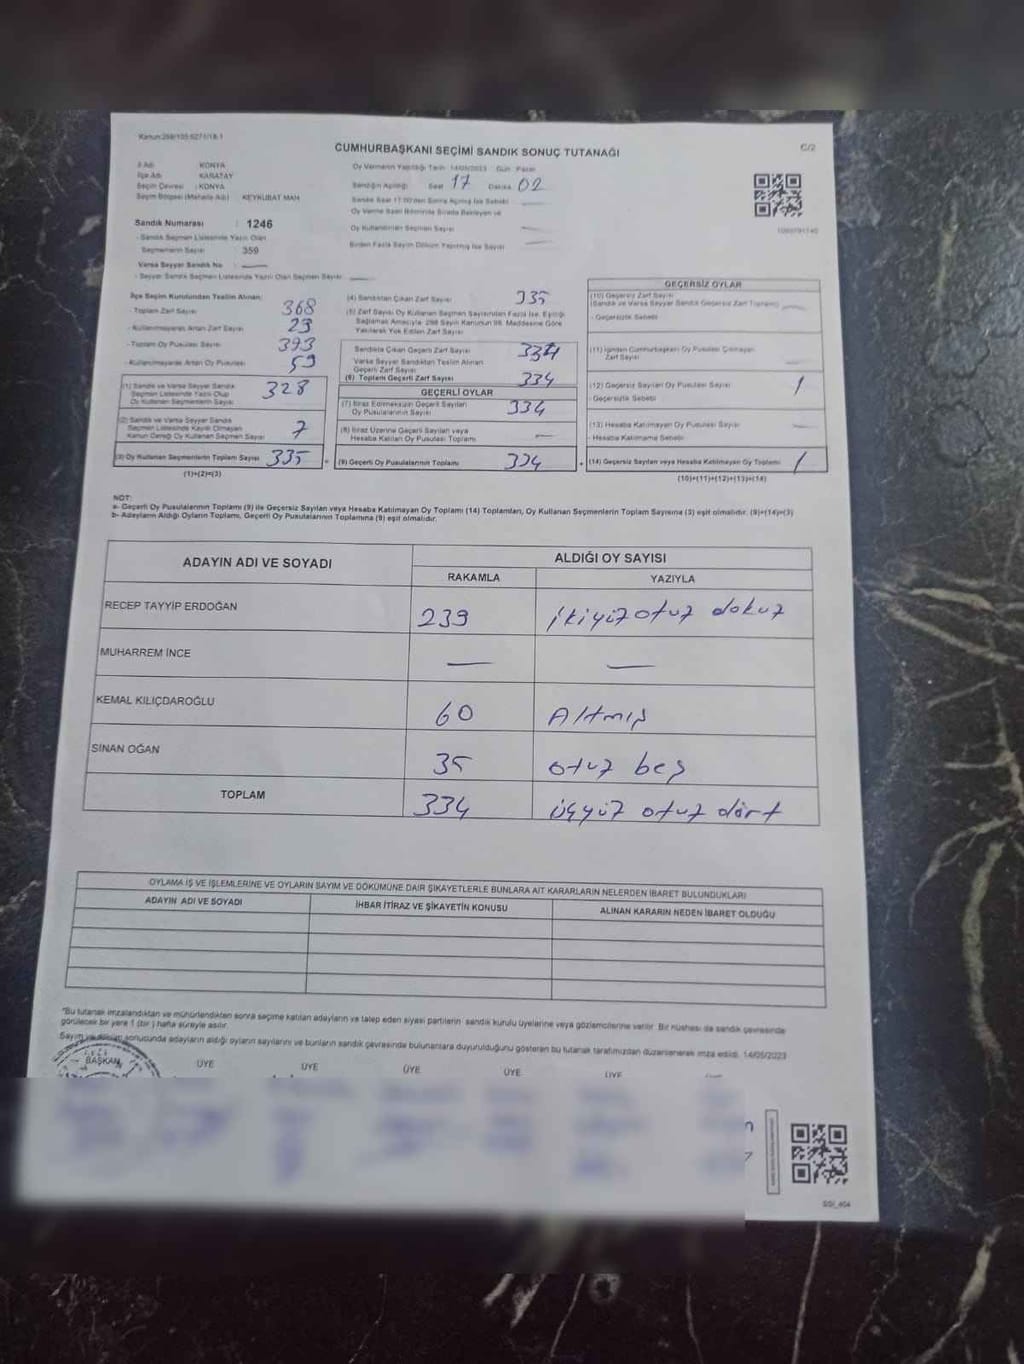 Kanun:298/105:6271/18-1
CUMHURBAŞKANI SEÇİMİ SANDIK SONUÇ TUTANAĞI
C/2
İl Adı : KONYA
İlçe Adı : KARATAY
Seçim Çevresi : KONYA
Seçim Bölgesi (Mahalle Adı) : KEYKUBAT MAH
Oy Vermenin Yapıldığı Tarih 14/05/2023 Gün Pazar
Sandığın Açıldığı Saat 17 Dakika 02
Sandık Saat 17:00'den Sonra Açılmış İse Sebebi
Oy Verme Saati Bitiminde Sırada Bekleyen ve
Oy Kullandırılan Seçmen Sayısı
Birden Fazla Sayım Döküm Yapılmış İse Sayısı
Sandık Numarası : 1246
- Sandık Seçmen Listesinde Yazılı Olan
Seçmenlerin Sayısı 359
Varsa Seyyar Sandık No
- Seyyar Sandık Seçmen Listesinde Yazılı Olan Seçmen Sayısı
İlçe Seçim Kurulundan Teslim Alınan:
- Toplam Zarf Sayısı 368
- Kullanılmayarak Artan Zarf Sayısı 23
- Toplam Oy Pusulası Sayısı 393
- Kullanılmayarak Artan Oy Pusulası 59
(1) Sandık ve Varsa Seyyar Sandık
Seçmen Listesinde Yazılı Olup
Oy Kullanan Seçmenlerin Sayısı 328
(2) Sandık ve Varsa Seyyar Sandık
Seçmen Listesinde Kayıtlı Olmayan
Kanun Gereği Oy Kullanan Seçmen Sayısı 7
(3) Oy Kullanan Seçmenlerin Toplam Sayısı 335
(1)+(2)=(3)
(4) Sandıktan Çıkan Zarf Sayısı 335
(5) Zarf Sayısı Oy Kullanan Seçmen Sayısından Fazla İse, Eşitliği
Sağlamak Amacıyla, 298 Sayılı Kanunun 98. Maddesine Göre
Yakılarak Yok Edilen Zarf Sayısı
Sandıkta Çıkan Geçerli Zarf Sayısı 334
Varsa Seyyar Sandıktan Teslim Alınan
Geçerli Zarf Sayısı
(6) Toplam Geçerli Zarf Sayısı 334
GEÇERLİ OYLAR
(7) İtiraz Edilmeksizin Geçerli Sayılan
Oy Pusulalarının Sayısı 334
(8) İtiraz Üzerine Geçerli Sayılan veya
Hesaba Katılan Oy Pusulası Toplamı —
(9) Geçerli Oy Pusulalarının Toplamı 334
GEÇERSİZ OYLAR
(10) Geçersiz Zarf Sayısı
(Sandık ve Varsa Seyyar Sandık Geçersiz Zarf Toplamı)
- Geçersizlik Sebebi
(11) İçinden Cumhurbaşkanı Oy Pusulası Çıkmayan
Zarf Sayısı
(12) Geçersiz Sayılan Oy Pusulası Sayısı 1
- Geçersizlik Sebebi
(13) Hesaba Katılmayan Oy Pusulası Sayısı
- Hesaba Katılmama Sebebi
(14) Geçersiz Sayılan veya Hesaba Katılmayan Oy Toplamı 1
(10)+(11)+(12)+(13)=(14)
NOT:
a- Geçerli Oy Pusulalarının Toplamı (9) ile Geçersiz Sayılan veya Hesaba Katılmayan Oy Toplamı (14) Toplamları, Oy Kullanan Seçmenlerin Toplam Sayısına (3) eşit olmalıdır. (9)+(14)=(3)
b- Adayların Aldığı Oyların Toplamı, Geçerli Oy Pusulalarının Toplamına (9) eşit olmalıdır.
ADAYIN ADI VE SOYADI ALDIĞI OY SAYISI
RAKAMLA YAZIYLA
RECEP TAYYİP ERDOĞAN 239 ikiyüz otuz dokuz
MUHARREM İNCE — —
KEMAL KILIÇDAROĞLU 60 Altmış
SİNAN OĞAN 35 otuz beş
TOPLAM 334 üçyüz otuz dört
OYLAMA İŞ VE İŞLEMLERİNE VE OYLARIN SAYIM VE DÖKÜMÜNE DAİR ŞİKAYETLERLE BUNLARA AİT KARARLARIN NELERDEN İBARET BULUNDUKLARI
ADAYIN ADI VE SOYADI İHBAR İTİRAZ VE ŞİKAYETİN KONUSU ALINAN KARARIN NEDEN İBARET OLDUĞU
"Bu tutanak imzalandıktan ve mühürlendikten sonra seçime katılan adayların ve talep eden siyasi partilerin sandık kurulu üyelerine veya gözlemcilerine verilir. Bir nüshası da sandık çevresinde
görülecek bir yere 1 (bir) hafta süreyle asılır.
Sayım ve döküm sonucunda adayların aldığı oyların sayılarını ve bunların sandık çevresinde bulunanlara duyurulduğunu gösteren bu tutanak tarafımızdan düzenlenerek imza edildi. 14/05/2023
BAŞKAN ÜYE ÜYE ÜYE ÜYE ÜYE